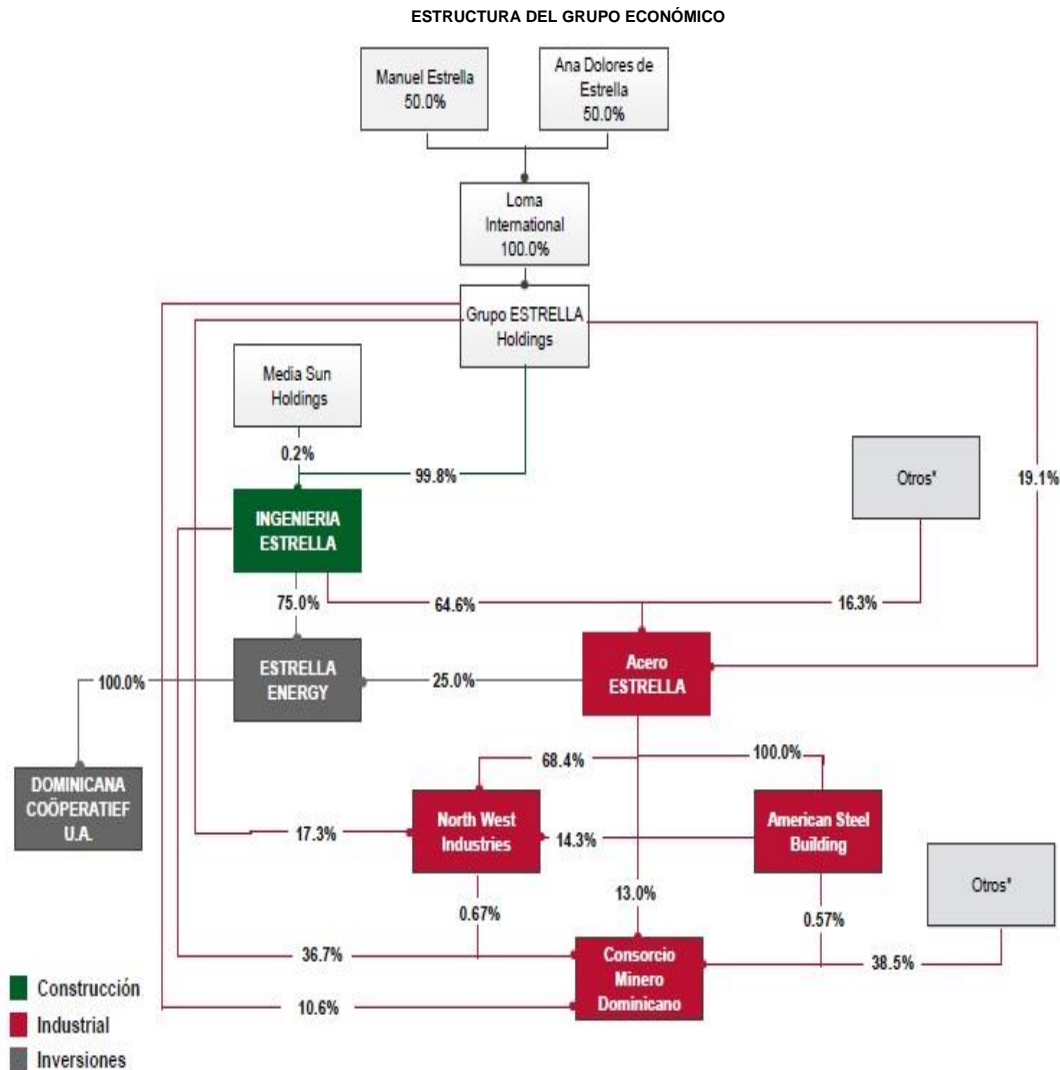 ESTRUCTURA DEL GRUPO ECONÓMICO
Manuel Estrella
50.0%
Ana Dolores de
Estrella
50.0%
Loma
International
100.0%
Grupo ESTRELLA
Holdings
Media Sun
Holdings
0.2%
99.8%
Otros*
19.1%
INGENIERIA
ESTRELLA
75.0%
64.6%
16.3%
ESTRELLA
ENERGY
100.0%
25.0%
Acero
ESTRELLA
68.4%
100.0%
DOMINICANA
COÖPERATIEF
U.A.
17.3%
North West
Industries
14.3%
American Steel
Building
Otros*
13.0%
0.67%
0.57%
36.7%
Consorcio
Minero
Dominicano
38.5%
10.6%
Construcción
Industrial
Inversiones